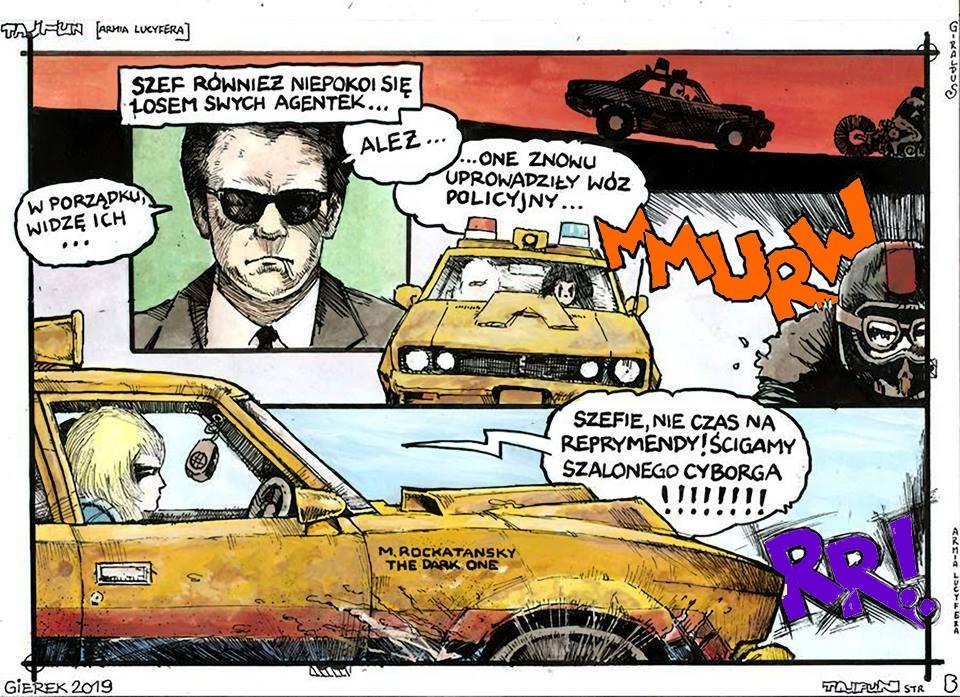 TAJFUN [ARMIA LUCYFERA]
GIRALDUS
SZEF RÓWNIEŻ NIEPOKOI SIĘ
LOSEM SWYCH AGENTEK...
W PORZĄDKU,
WIDZĘ ICH
...
ALEŻ...
...ONE ZNOWU
UPROWADZIŁY WÓZ
POLICYJNY...
MMURRW
SZEFIE, NIE CZAS NA
REPRYMENDY! ŚCIGAMY
SZALONEGO CYBORGA
!!!!!!!!!
M. ROCKATANSKY
THE DARK ONE
RR!..
ARMIA LUCYFERA
GIEREK 2019
TAJFUN STR